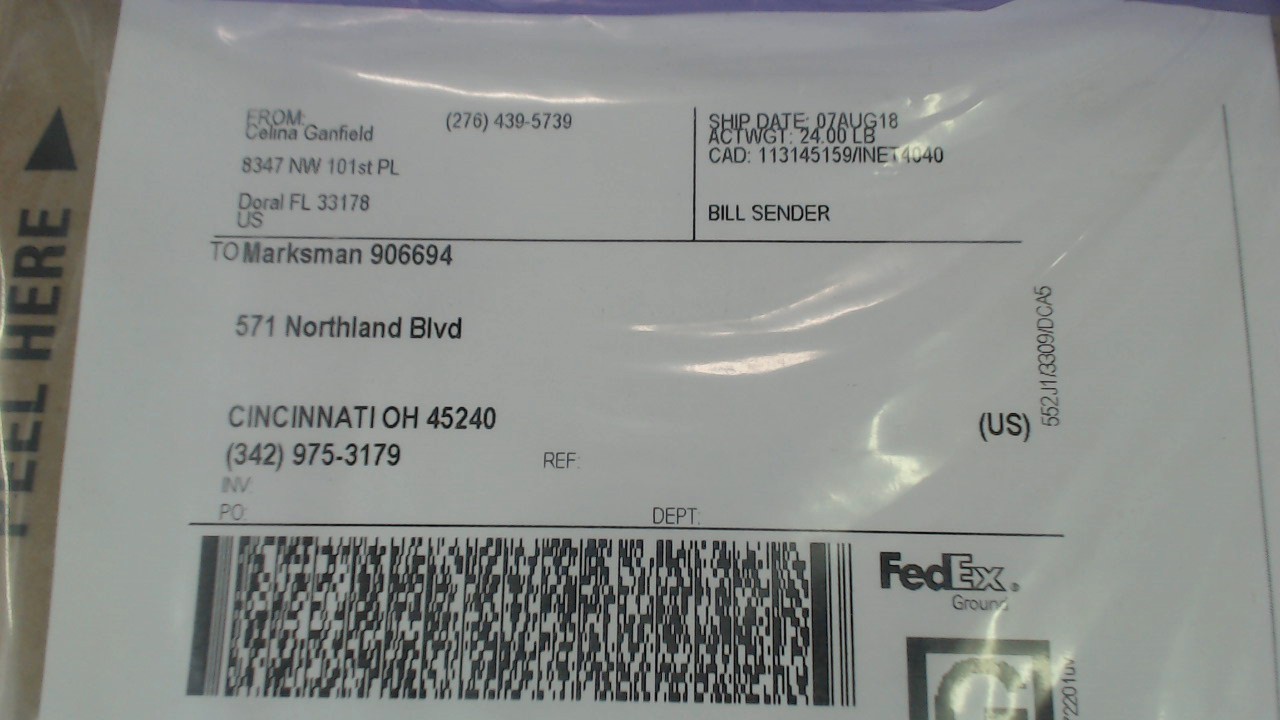 FROM:
Celina Ganfield
(276) 439-5739
8347 NW 101st PL
Doral FL 33178
US
SHIP DATE: 07AUG18
ACTWGT: 24.00 LB
CAD: 113145159/INET4040
BILL SENDER
TO Marksman 906694
571 Northland Blvd
CINCINNATI OH 45240
(US)
(342) 975-3179
REF:
INV:
PO:
DEPT:
552J1/3309/DCA5
FedEx®
Ground
G
PEEL HERE